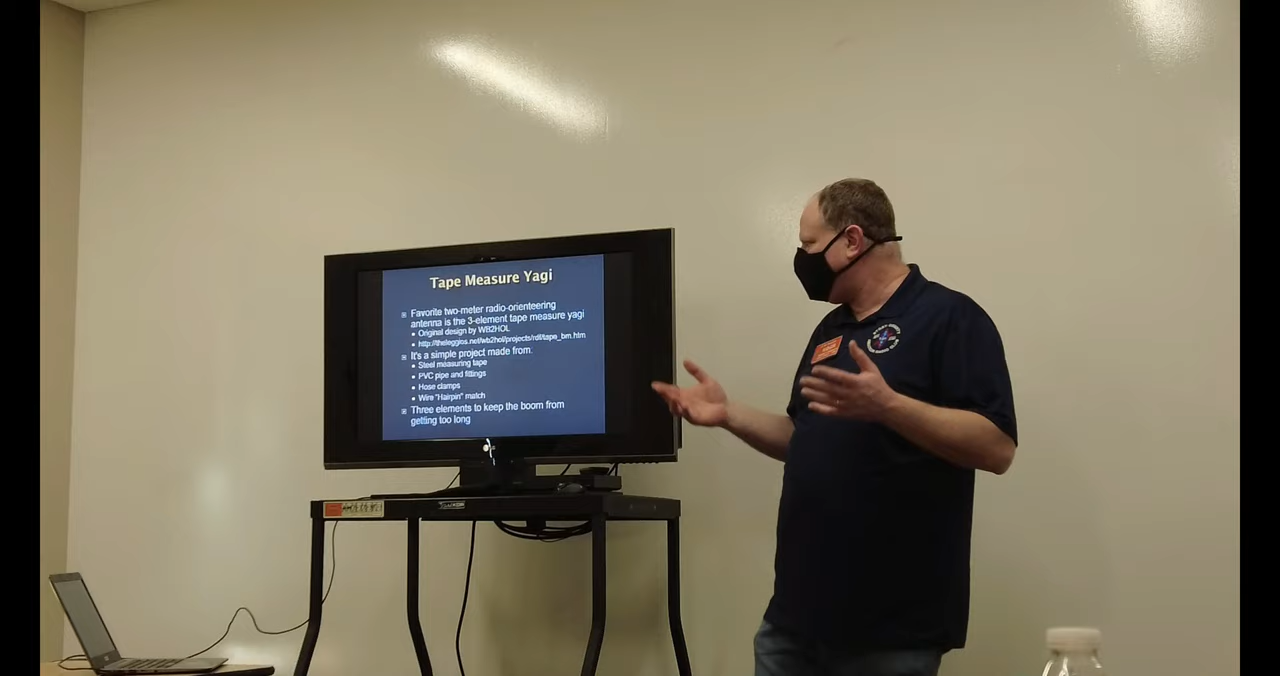 Tape Measure Yagi
Favorite two-meter radio-orienteering
antenna is the 3-element tape measure yagi
Original design by WB2HOL
http://theleggios.net/wb2hol/projects/rdf/tape_bm.htm
It's a simple project made from:
Steel measuring tape
PVC pipe and fittings
Hose clamps
Wire "Hairpin" match
Three elements to keep the boom from
getting too long